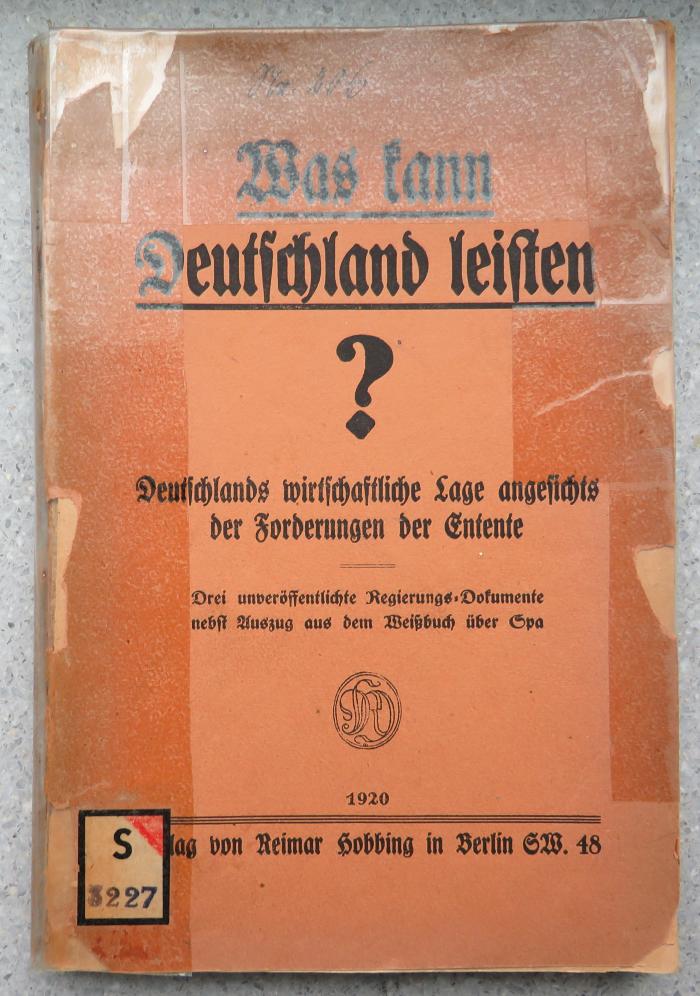 Was kann
Deutschland leisten
?
Deutschlands wirtschaftliche Lage angesichts
der Forderungen der Entente
Drei unveröffentlichte Regierungs-Dokumente
nebst Auszug aus dem Weißbuch über Spa
1920
lag von Reimar Hobbing in Berlin SW. 48
S
3227